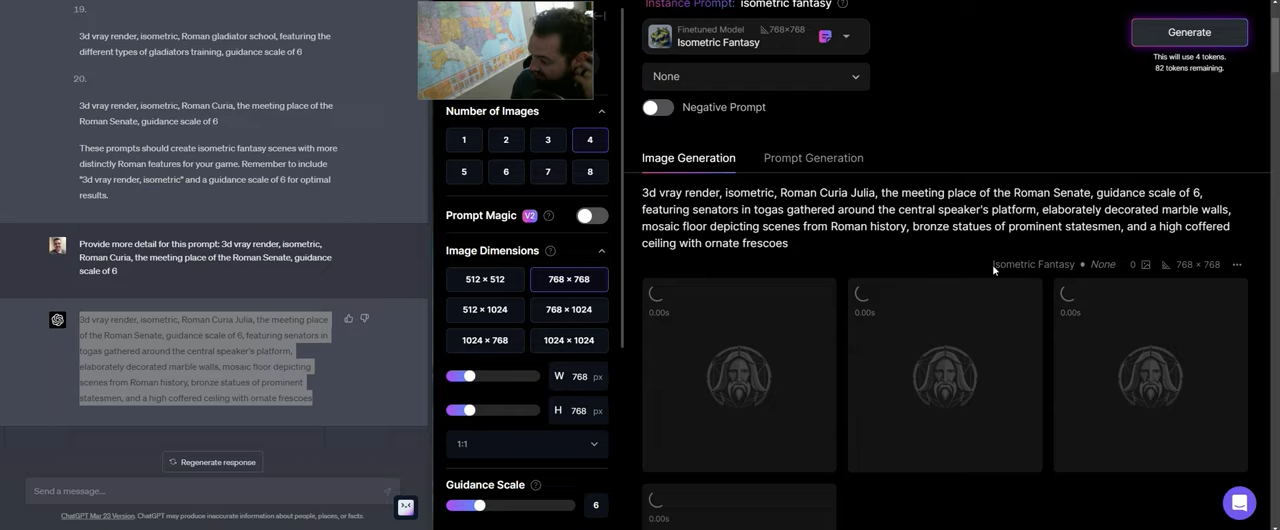 19.
3d vray render, isometric, Roman gladiator school, featuring the
different types of gladiators training, guidance scale of 6
20.
3d vray render, isometric, Roman Curia, the meeting place of the
Roman Senate, guidance scale of 6
These prompts should create isometric fantasy scenes with more
distinctly Roman features for your game. Remember to include
"3d vray render, isometric" and a guidance scale of 6 for optimal
results.
Provide more detail for this prompt: 3d vray render, isometric,
Roman Curia, the meeting place of the Roman Senate, guidance
scale of 6
3d vray render, isometric, Roman Curia Julia, the meeting place
of the Roman Senate, guidance scale of 6, featuring senators in
togas gathered around the central speaker's platform,
elaborately decorated marble walls, mosaic floor depicting
scenes from Roman history, bronze statues of prominent
statesmen, and a high coffered ceiling with ornate frescoes
Regenerate response
Send a message...
ChatGPT Mar 23 Version. ChatGPT may produce inaccurate information about people, places, or facts.
Number of Images
1 2 3 4
5 6 7 8
Prompt Magic V2
Image Dimensions
512 × 512 768 × 768
512 × 1024 768 × 1024
1024 × 768 1024 × 1024
W 768 px
H 768 px
1:1
Guidance Scale
6
Instance Prompt: isometric fantasy
Finetuned Model 768×768
Isometric Fantasy
None
Negative Prompt
Generate
This will use 4 tokens.
82 tokens remaining.
Image Generation Prompt Generation
3d vray render, isometric, Roman Curia Julia, the meeting place of the Roman Senate, guidance scale of 6,
featuring senators in togas gathered around the central speaker's platform, elaborately decorated marble walls,
mosaic floor depicting scenes from Roman history, bronze statues of prominent statesmen, and a high coffered
ceiling with ornate frescoes
Isometric Fantasy • None 0 768 × 768 ...
0.00s 0.00s 0.00s
0.00s